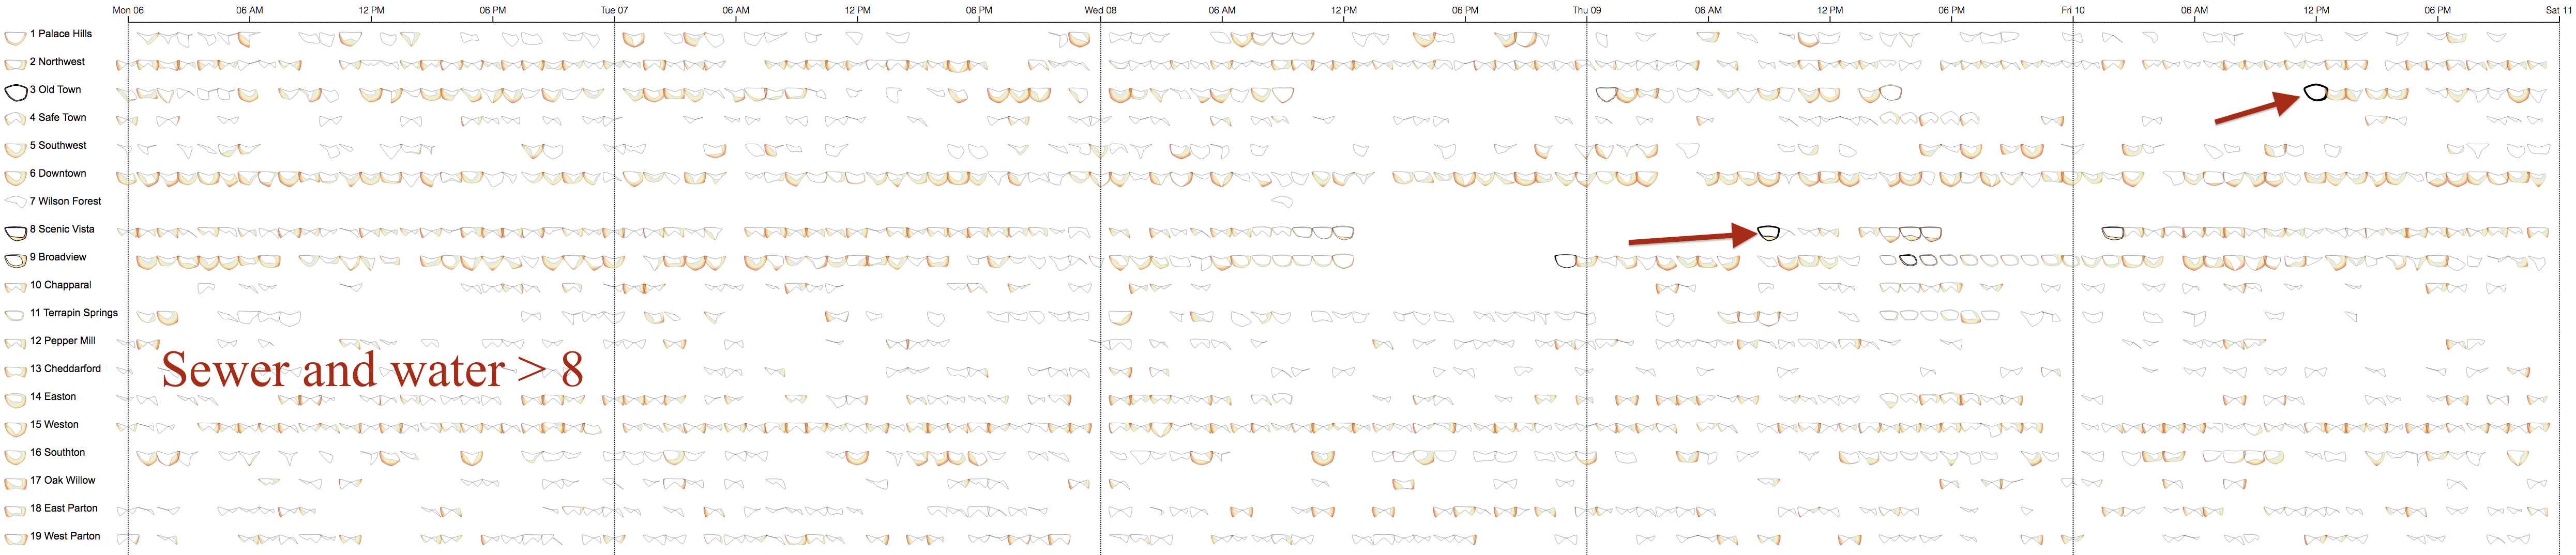 Mon 06 06 AM 12 PM 06 PM Tue 07 06 AM 12 PM 06 PM Wed 08 06 AM 12 PM 06 PM Thu 09 06 AM 12 PM 06 PM Fri 10 06 AM 12 PM 06 PM Sat 11
1 Palace Hills
2 Northwest
3 Old Town
4 Safe Town
5 Southwest
6 Downtown
7 Wilson Forest
8 Scenic Vista
9 Broadview
10 Chapparal
11 Terrapin Springs
12 Pepper Mill
13 Cheddarford
Sewer and water > 8
14 Easton
15 Weston
16 Southton
17 Oak Willow
18 East Parton
19 West Parton